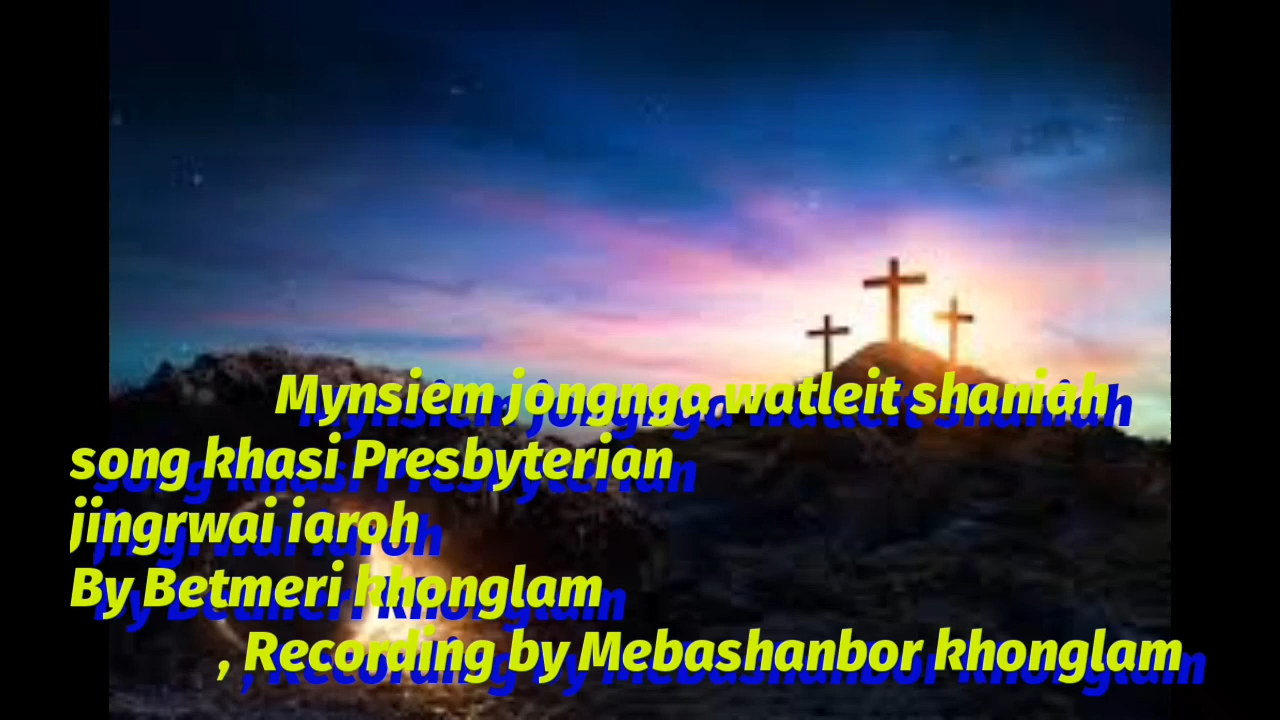 Mynsiem jongnga watleit shaniah
song khasi Presbyterian
jingrwai iaroh
By Betmeri khonglam
, Recording by Mebashanbor khonglam